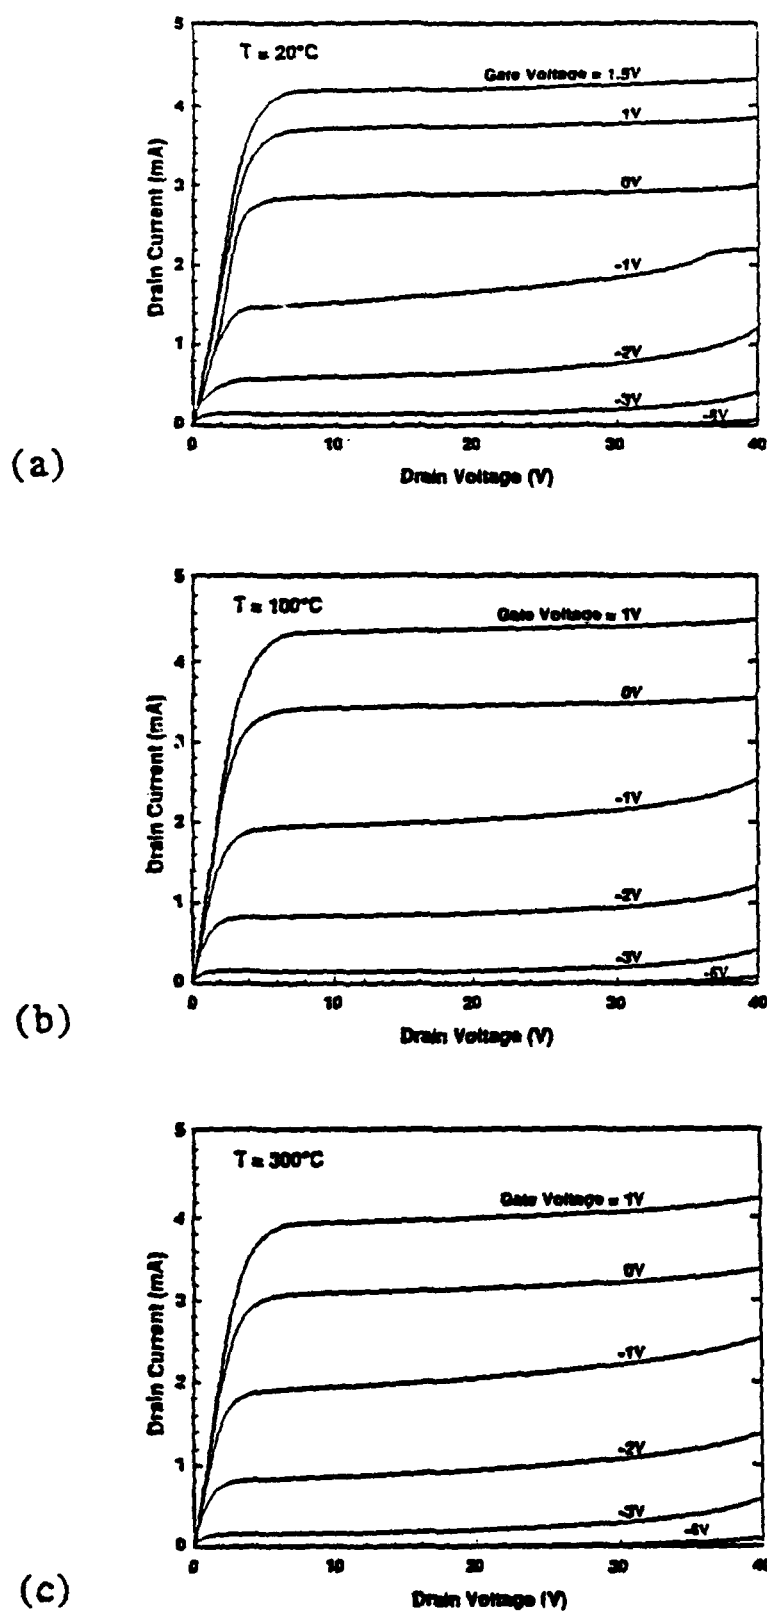 5
T = 20°C
Gate Voltage = 1.5V
4
1V
3
0V
Drain Current (mA)
2
-1V
1
-2V
-3V
0
0 10 20 30 40
(a)
Drain Voltage (V)
5
T = 100°C
Gate Voltage = 1V
4
0V
3
Drain Current (mA)
-1V
2
1
-2V
-3V
0
0 10 20 30 40
(b)
Drain Voltage (V)
5
T = 300°C
Gate Voltage = 1V
4
0V
3
Drain Current (mA)
-1V
2
-2V
1
-3V
0
0 10 20 30 40
(c)
Drain Voltage (V)